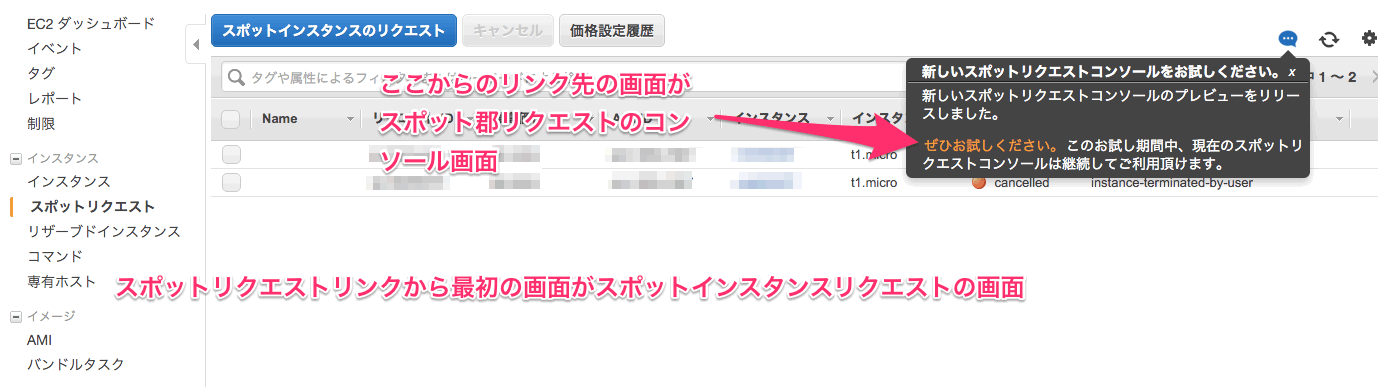 EC2 ダッシュボード
イベント
タグ
レポート
制限
インスタンス
インスタンス
スポットリクエスト
リザーブドインスタンス
コマンド
専有ホスト
イメージ
AMI
バンドルタスク
スポットインスタンスのリクエスト
キャンセル
価格設定履歴
タグや属性によるフィ
1 〜 2
ここからのリンク先の画面が
スポット郡リクエストのコン
ソール画面
新しいスポットリクエストコンソールをお試しください。 x
新しいスポットリクエストコンソールのプレビューをリリー
スしました。
ぜひお試しください。 このお試し期間中、現在のスポットリ
クエストコンソールは継続してご利用頂けます。
Name
インスタンス
インスタ
t1.micro
t1.micro
cancelled
instance-terminated-by-user
スポットリクエストリンクから最初の画面がスポットインスタンスリクエストの画面